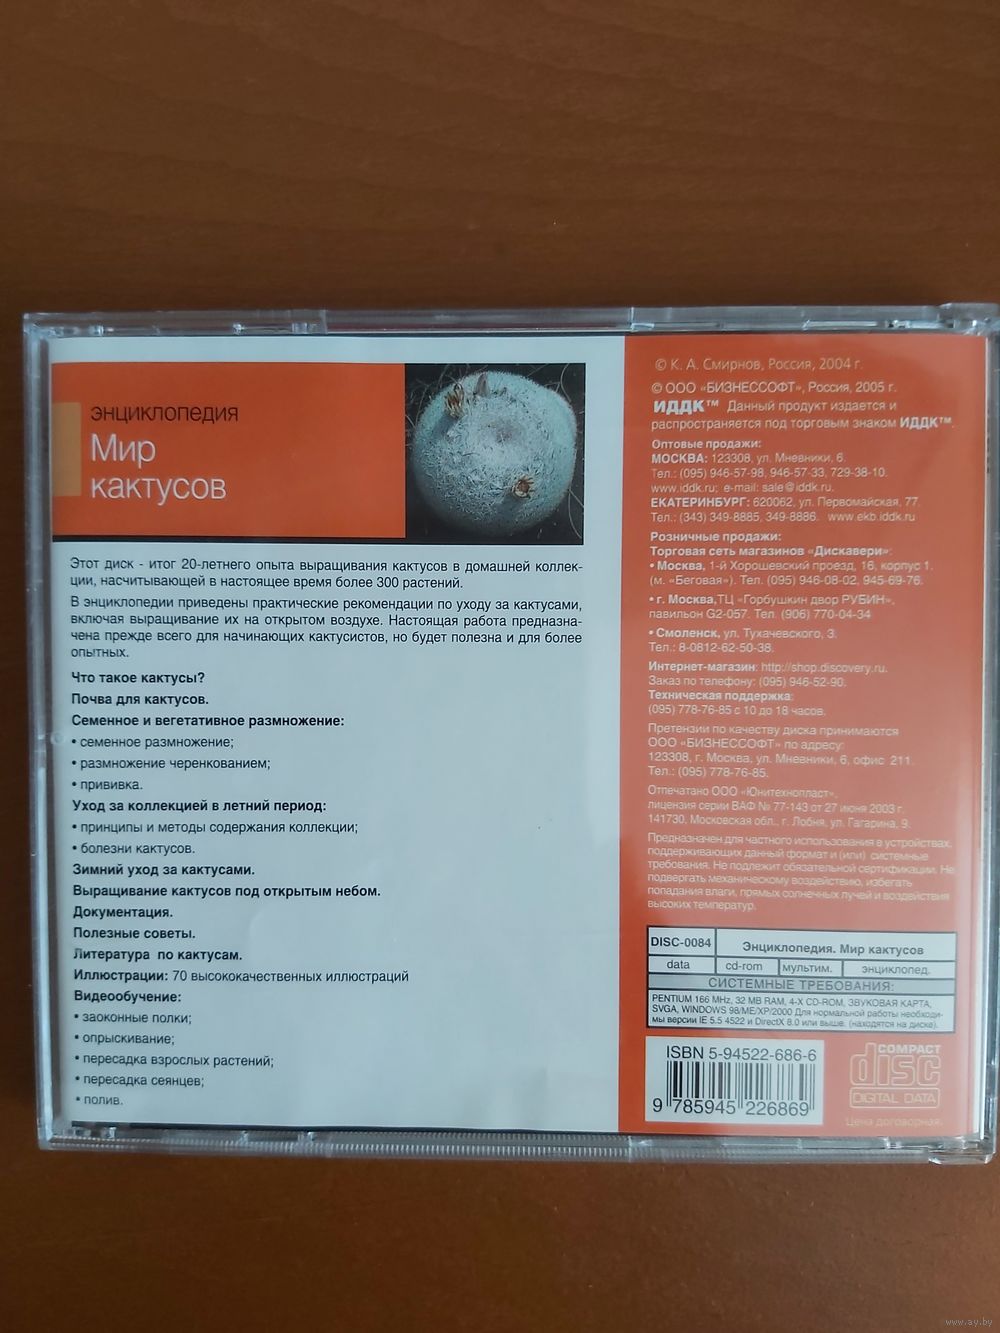 энциклопедия
Мир
кактусов
Этот диск - итог 20-летнего опыта выращивания кактусов в домашней коллек-
ции, насчитывающей в настоящее время более 300 растений.
В энциклопедии приведены практические рекомендации по уходу за кактусами,
включая выращивание их на открытом воздухе. Настоящая работа предназна-
чена прежде всего для начинающих кактусистов, но будет полезна и для более
опытных.
Что такое кактусы?
Почва для кактусов.
Семенное и вегетативное размножение:
• семенное размножение;
• размножение черенкованием;
• прививка.
Уход за коллекцией в летний период:
• принципы и методы содержания коллекции;
• болезни кактусов.
Зимний уход за кактусами.
Выращивание кактусов под открытым небом.
Документация.
Полезные советы.
Литература по кактусам.
Иллюстрации: 70 высококачественных иллюстраций
Видеообучение:
• заоконные полки;
• опрыскивание;
• пересадка взрослых растений;
• пересадка сеянцев;
• полив.
© К. А. Смирнов, Россия, 2004 г.
© ООО «БИЗНЕССОФТ», Россия, 2005 г.
ИДДК™ Данный продукт издается и
распространяется под торговым знаком ИДДК™.
Оптовые продажи:
МОСКВА: 123308, ул. Мневники, 6.
Тел.: (095) 946-57-98, 946-57-33, 729-38-10.
www.iddk.ru; e-mail: sale@iddk.ru.
ЕКАТЕРИНБУРГ: 620062, ул. Первомайская, 77.
Тел.: (343) 349-8885, 349-8886. www.ekb.iddk.ru
Розничные продажи:
Торговая сеть магазинов «Дискавери»:
• Москва, 1-й Хорошевский проезд, 16, корпус 1.
(м. «Беговая»). Тел. (095) 946-08-02, 945-69-76.
• г. Москва,ТЦ «Горбушкин двор РУБИН»,
павильон G2-057. Тел. (906) 770-04-34
• Смоленск, ул. Тухачевского, 3.
Тел.: 8-0812-62-50-38.
Интернет-магазин: http://shop.discovery.ru.
Заказ по телефону: (095) 946-52-90.
Техническая поддержка:
(095) 778-76-85 с 10 до 18 часов.
Претензии по качеству диска принимаются
ООО «БИЗНЕССОФТ» по адресу:
123308, г. Москва, ул. Мневники, 6, офис 211.
Тел.: (095) 778-76-85.
Отпечатано ООО «Юнитехнопласт»,
лицензия серии ВАФ № 77-143 от 27 июня 2003 г.
141730, Московская обл., г. Лобня, ул. Гагарина, 9.
Предназначен для частного использования в устройствах,
поддерживающих данный формат и (или) системные
требования. Не подлежит обязательной сертификации. Не
подвергать механическому воздействию, избегать
попадания влаги, прямых солнечных лучей и воздействия
высоких температур.
DISC-0084 Энциклопедия. Мир кактусов
data cd-rom мультим. энциклопед.
СИСТЕМНЫЕ ТРЕБОВАНИЯ:
PENTIUM 166 MHz, 32 MB RAM, 4-X CD-ROM, ЗВУКОВАЯ КАРТА,
SVGA, WINDOWS 98/ME/XP/2000 Для нормальной работы необходи-
мы версии IE 5.5 4522 и DirectX 8.0 или выше. (находятся на диске).
ISBN 5-94522-686-6
9 785945 226869
COMPACT
disc
DIGITAL DATA
Цена договорная.
www.ay.by